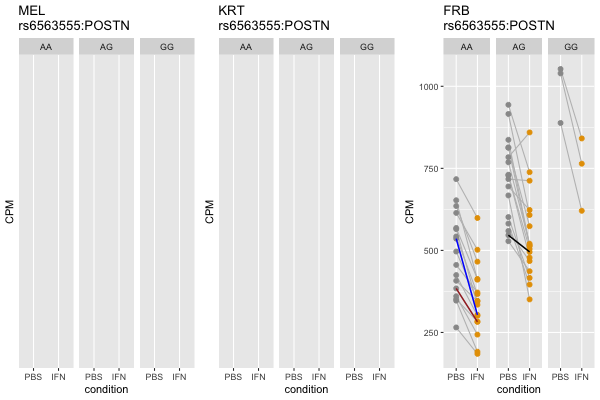 MEL
rs6563555:POSTN
AA AG GG
CPM
PBS IFN PBS IFN PBS IFN
condition
KRT
rs6563555:POSTN
AA AG GG
CPM
PBS IFN PBS IFN PBS IFN
condition
FRB
rs6563555:POSTN
AA AG GG
1000
750
500
250
CPM
PBS IFN PBS IFN PBS IFN
condition